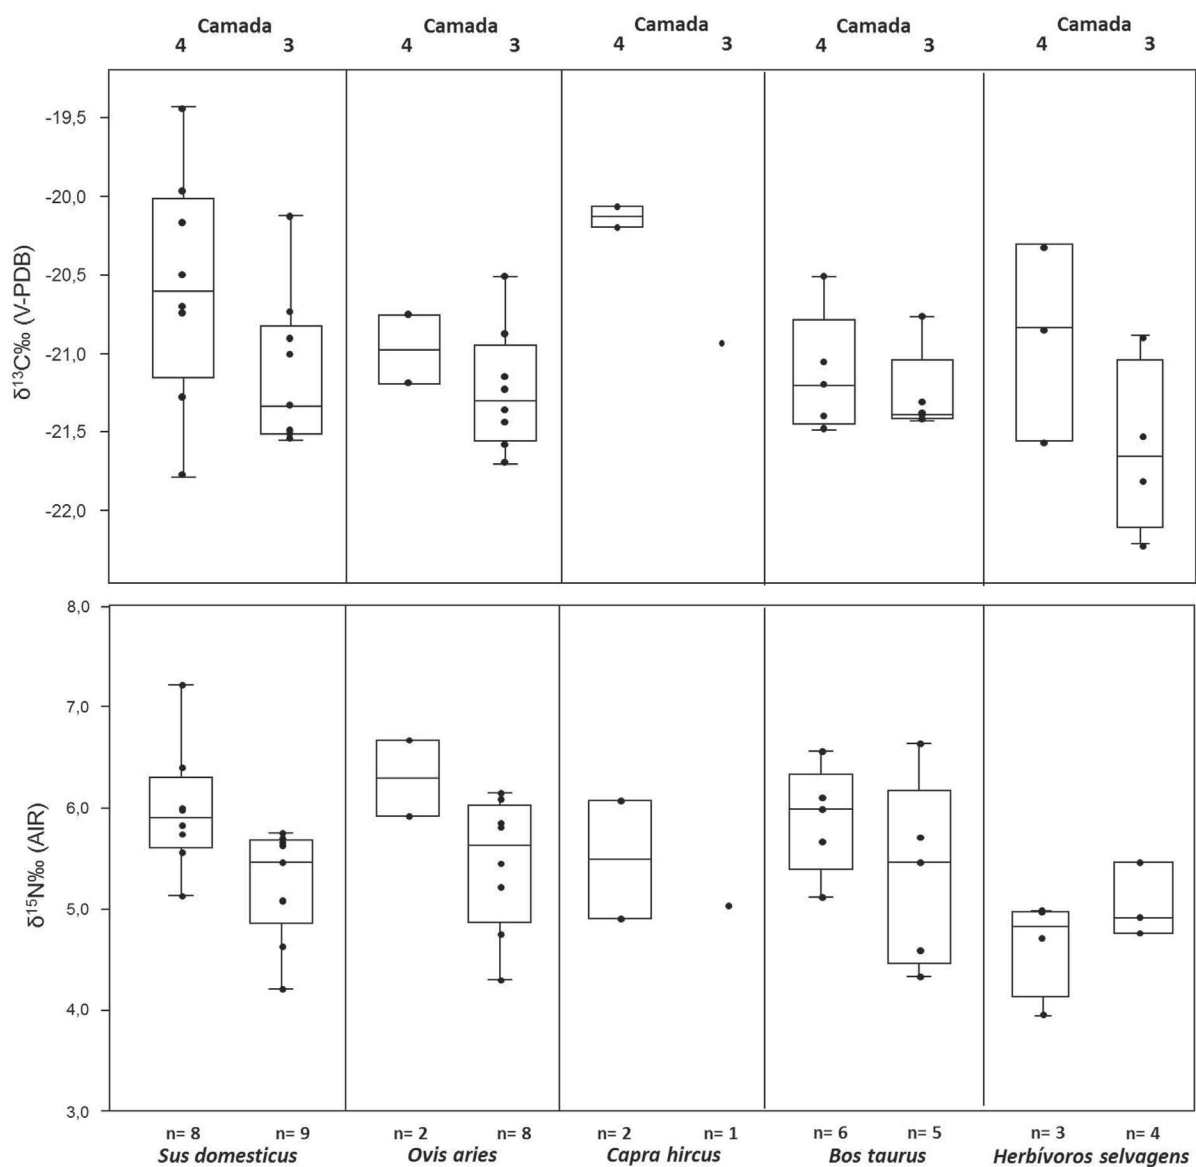 Camada Camada Camada Camada Camada
4 3 4 3 4 3 4 3 4 3
-19,5
-20,0
-20,5
-21,0
-21,5
-22,0
δ¹³C‰ (V-PDB)
8,0
7,0
6,0
5,0
4,0
3,0
δ¹⁵N‰ (AIR)
n= 8 n= 9 n= 2 n= 8 n= 2 n= 1 n= 6 n= 5 n= 3 n= 4
Sus domesticus Ovis aries Capra hircus Bos taurus Herbívoros selvagens